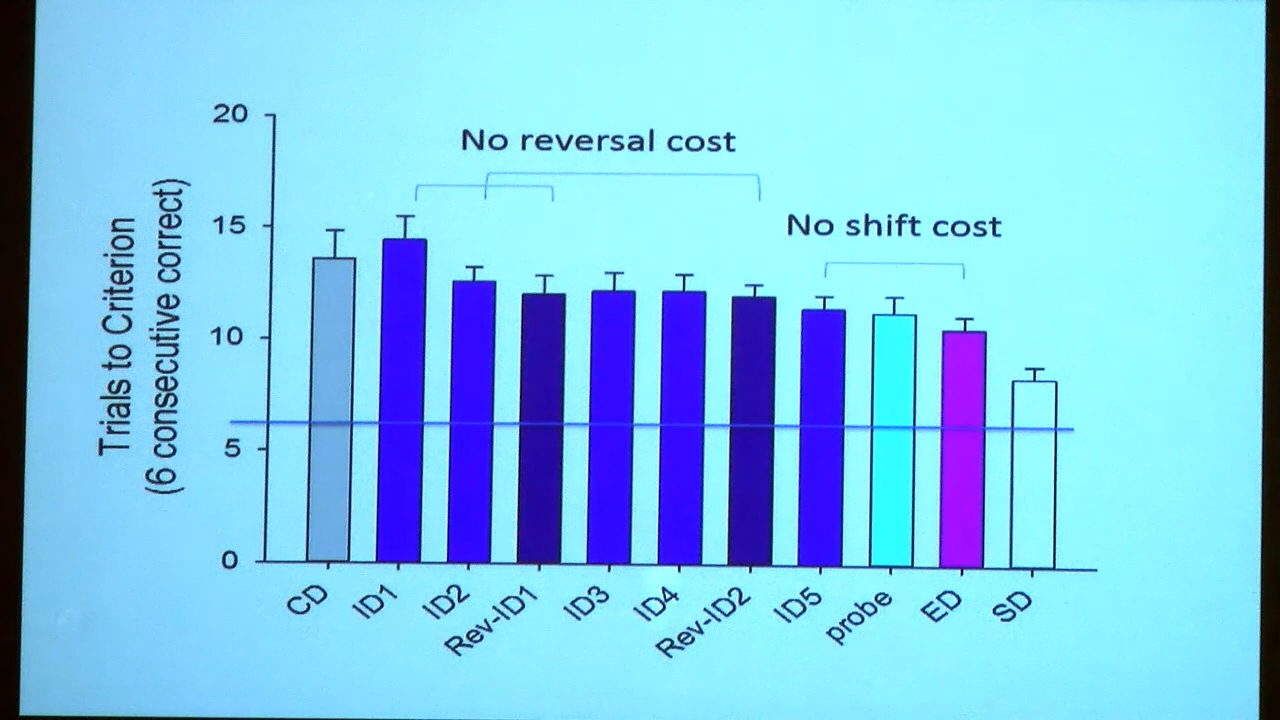 20
No reversal cost
15
No shift cost
10
5
0
Trials to Criterion
(6 consecutive correct)
CD
ID1
ID2
Rev-ID1
ID3
ID4
Rev-ID2
ID5
probe
ED
SD